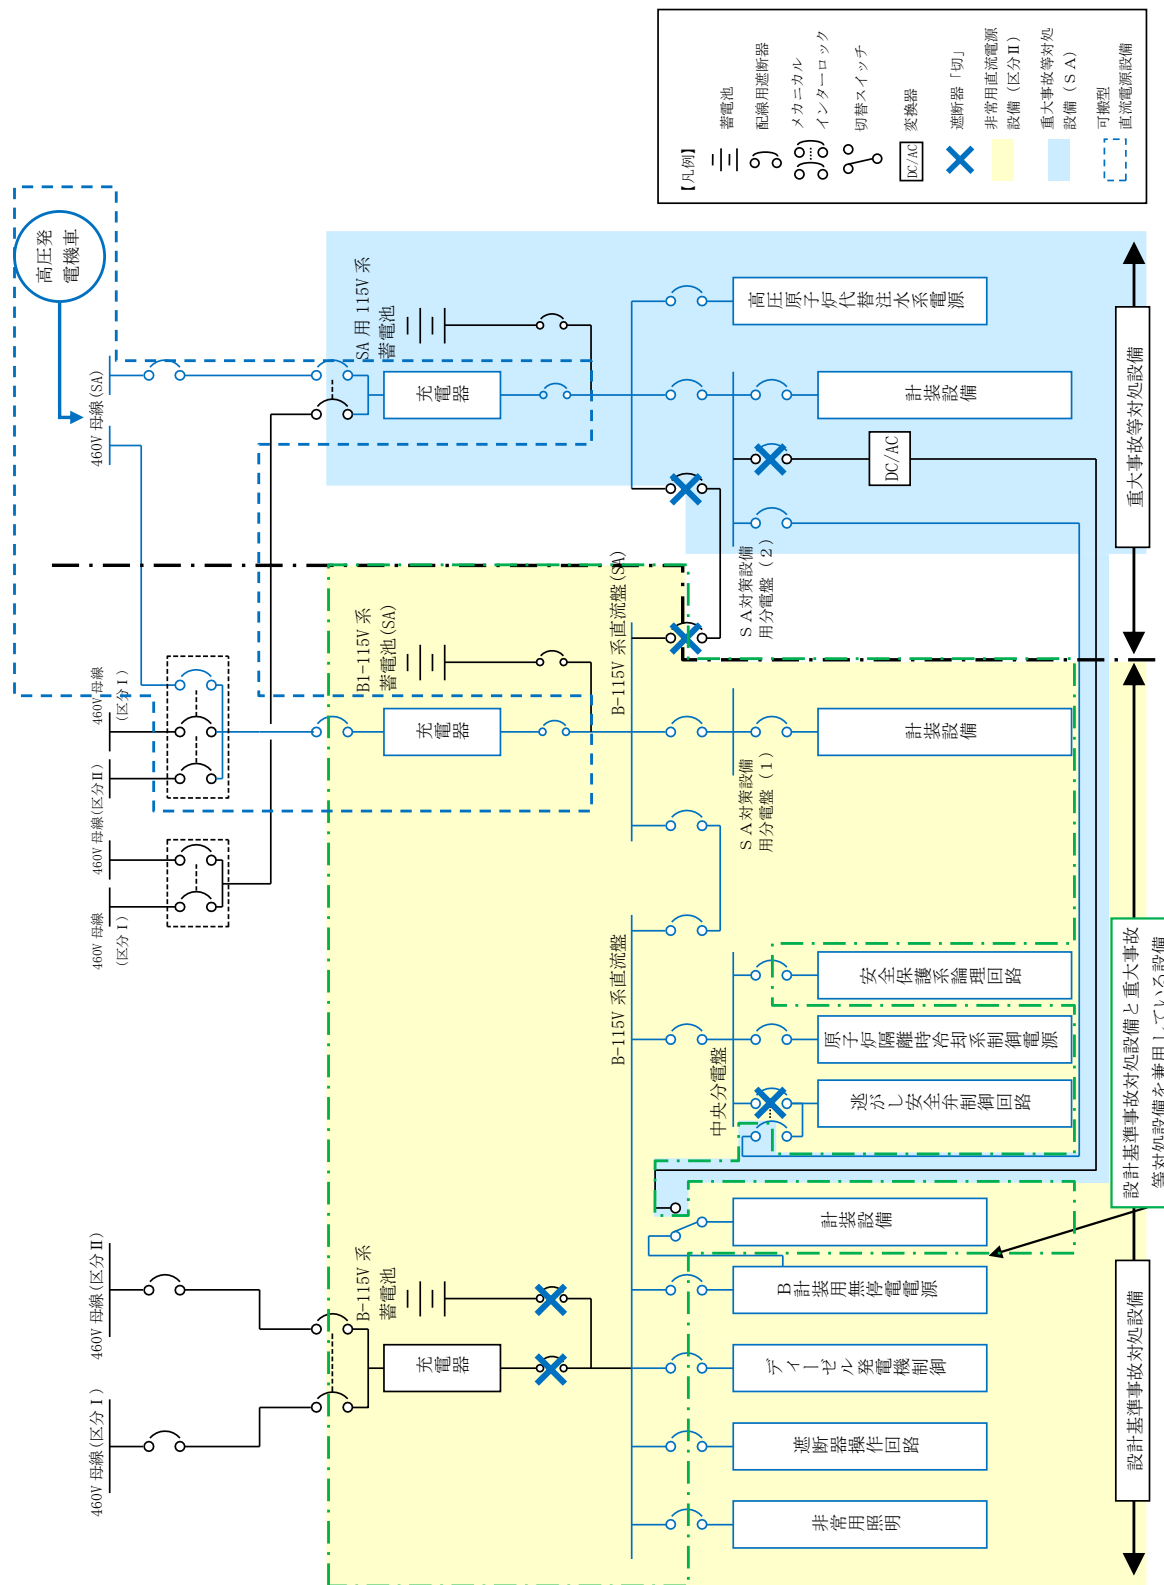 【凡例】
蓄電池
配線用遮断器
メカニカル
インターロック
切替スイッチ
DC/AC
変換器
遮断器「切」
非常用直流電源
設備（区分Ⅱ）
重大事故等対処
設備（ＳＡ）
可搬型
直流電源設備
高圧発
電機車
460V 母線(SA)
460V 母線
(区分Ⅰ)
460V 母線(区分Ⅱ)
460V 母線
(区分Ⅰ)
460V 母線(区分Ⅱ)
460V 母線(区分Ⅰ)
SA用 115V 系
蓄電池
充電器
B1-115V 系
蓄電池(SA)
充電器
B-115V 系
蓄電池
充電器
B-115V 系直流盤(SA)
B-115V 系直流盤
ＳＡ対策設備
用分電盤（2）
ＳＡ対策設備
用分電盤（1）
中央分電盤
高圧原子炉代替注水系電源
計装設備
DC/AC
計装設備
安全保護系論理回路
原子炉隔離時冷却系制御電源
逃がし安全弁制御回路
計装設備
B計装用無停電電源
ディーゼル発電機制御
遮断器操作回路
非常用照明
重大事故等対処設備
設計基準事故対処設備と重大事故
等対処設備を兼用している設備
設計基準事故対処設備